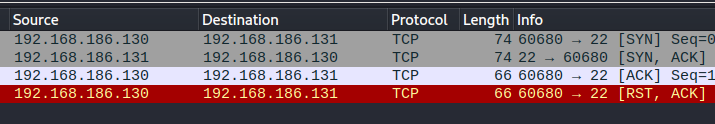 Source Destination Protocol Length Info
192.168.186.130 192.168.186.131 TCP 74 60680 → 22 [SYN] Seq=0
192.168.186.131 192.168.186.130 TCP 74 22 → 60680 [SYN, ACK]
192.168.186.130 192.168.186.131 TCP 66 60680 → 22 [ACK] Seq=1
192.168.186.130 192.168.186.131 TCP 66 60680 → 22 [RST, ACK]